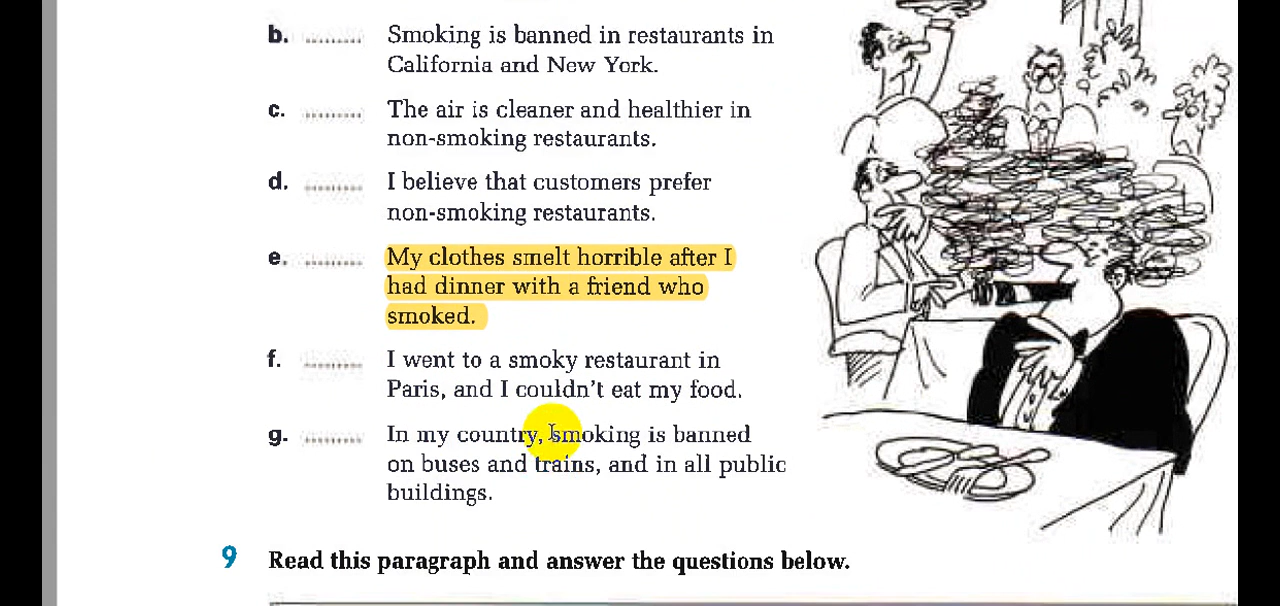 b. .......... Smoking is banned in restaurants in
California and New York.
c. .......... The air is cleaner and healthier in
non-smoking restaurants.
d. .......... I believe that customers prefer
non-smoking restaurants.
e. .......... My clothes smelt horrible after I
had dinner with a friend who
smoked.
f. .......... I went to a smoky restaurant in
Paris, and I couldn't eat my food.
g. .......... In my country, smoking is banned
on buses and trains, and in all public
buildings.
9 Read this paragraph and answer the questions below.